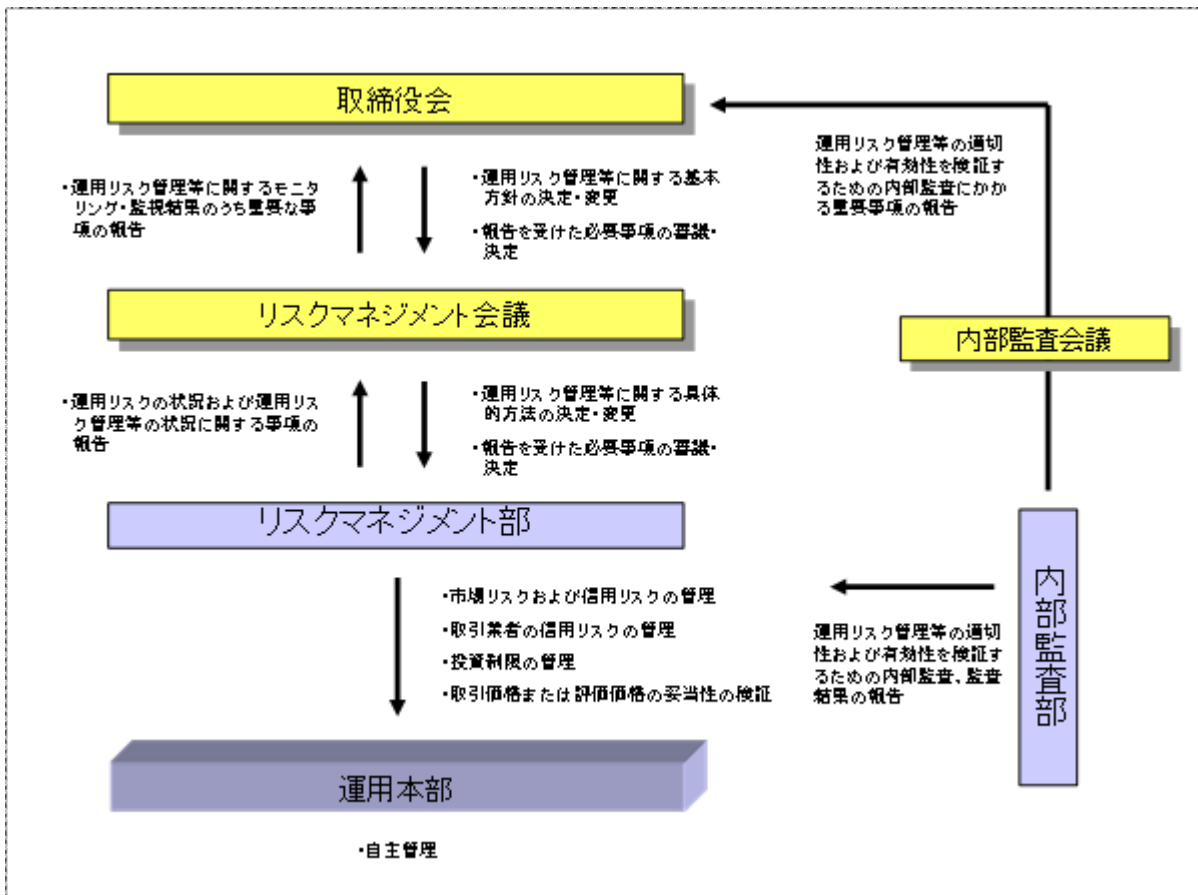 取締役会
・運用リスク管理等に関するモニ
タリング・監視結果のうち重要な事
項の報告
・運用リスク管理等に関する基本
方針の決定・変更
・報告を受けた必要事項の審議・
決定
運用リスク管理等の適切
性および有効性を検証す
るための内部監査にかか
る重要事項の報告
リスクマネジメント会議
内部監査会議
・運用リスクの状況および運用リス
ク管理等の状況に関する事項の
報告
・運用リスク管理等に関する具体
的方法の決定・変更
・報告を受けた必要事項の審議・
決定
リスクマネジメント部
内部監査部
・市場リスクおよび信用リスクの管理
・取引業者の信用リスクの管理
・投資制限の管理
・取引価格または評価価格の妥当性の検証
運用リスク管理等の適切
性および有効性を検証す
るための内部監査、監査
結果の報告
運用本部
・自主管理